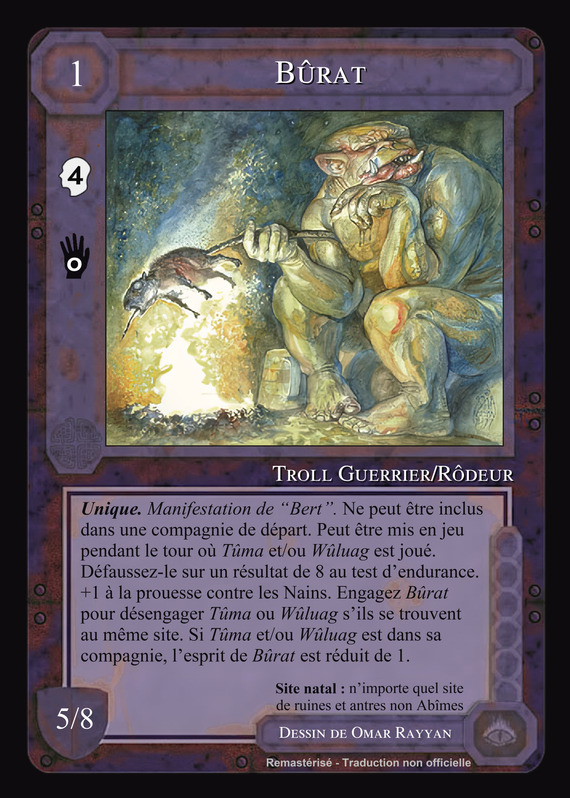 1
BÛRAT
4
0
TROLL GUERRIER/RÔDEUR
Unique. Manifestation de “Bert”. Ne peut être inclus
dans une compagnie de départ. Peut être mis en jeu
pendant le tour où Tûma et/ou Wûluag est joué.
Défaussez-le sur un résultat de 8 au test d’endurance.
+1 à la prouesse contre les Nains. Engagez Bûrat
pour désengager Tûma ou Wûluag s’ils se trouvent
au même site. Si Tûma et/ou Wûluag est dans sa
compagnie, l’esprit de Bûrat est réduit de 1.
Site natal : n’importe quel site
de ruines et antres non Abîmes
5/8
DESSIN DE OMAR RAYYAN
Remastérisé - Traduction non officielle